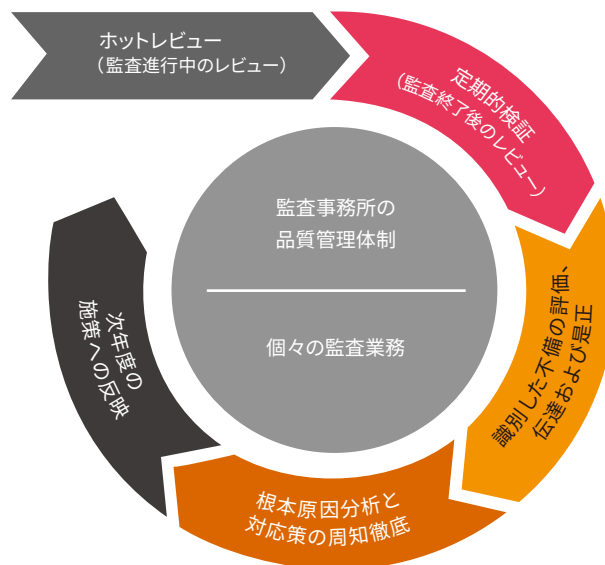 ホットレビュー
（監査進行中のレビュー）
定期的検証
（監査終了後のレビュー）
監査事務所の
品質管理体制
個々の監査業務
識別した不備の評価、
伝達および是正
根本原因分析と
対応策の周知徹底
次年度の
施策への反映